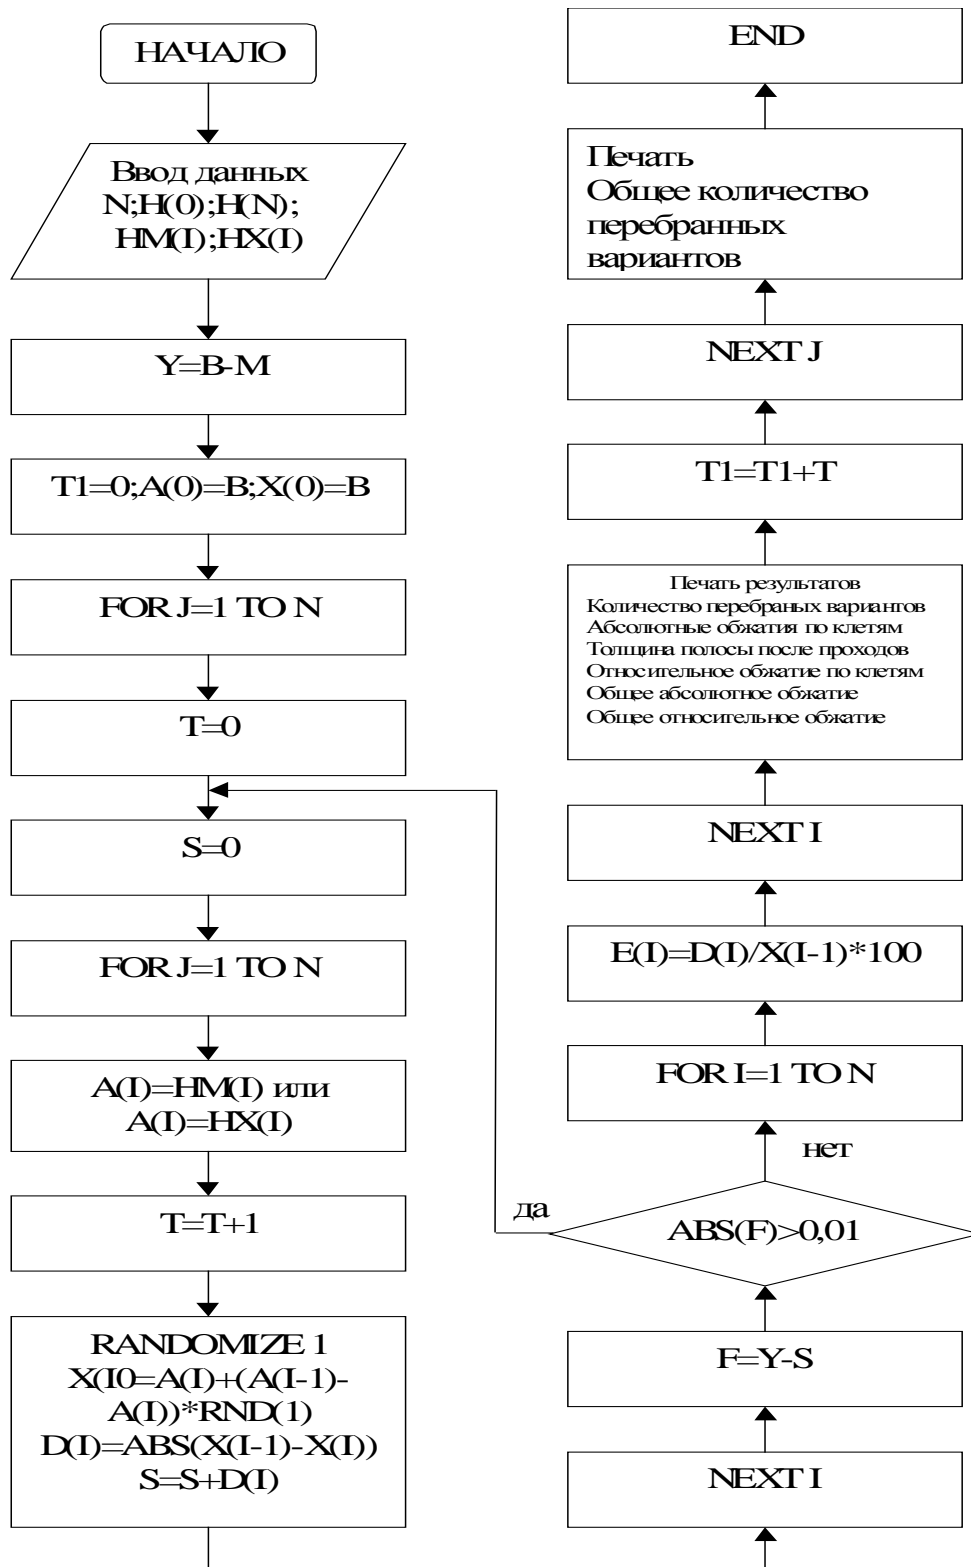 НАЧАЛО
Ввод данных
N;H(0);H(N);
HM(I);HX(I)
Y=B-M
T1=0;A(0)=B;X(0)=B
FOR J=1 TO N
T=0
S=0
FOR J=1 TO N
A(I)=HM(I) или
A(I)=HX(I)
T=T+1
RANDOMIZE 1
X(I0=A(I)+(A(I-1)-
A(I))*RND(1)
D(I)=ABS(X(I-1)-X(I))
S=S+D(I)
NEXT I
F=Y-S
ABS(F)>0,01
да
нет
FOR I=1 TO N
E(I)=D(I)/X(I-1)*100
NEXT I
Печать результатов
Количество перебраных вариантов
Абсолютные обжатия по клетям
Толщина полосы после проходов
Относительное обжатие по клетям
Общее абсолютное обжатие
Общее относительное обжатие
T1=T1+T
NEXT J
Печать
Общее количество
перебранных
вариантов
END